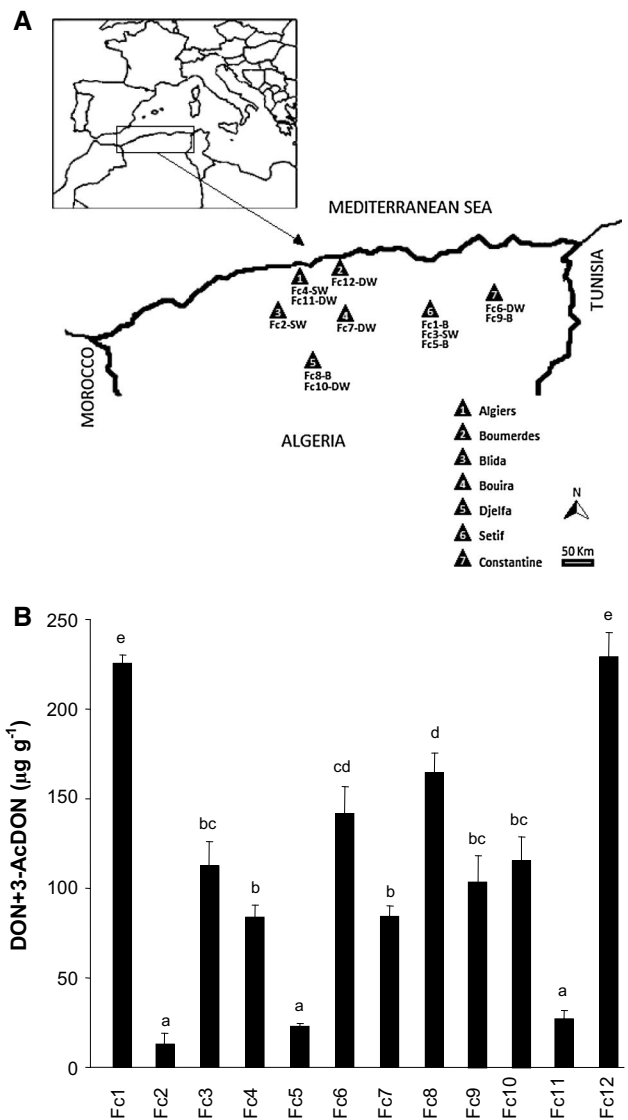 A
MEDITERRANEAN SEA
TUNISIA
MOROCCO
ALGERIA
1
Fc4-SW
Fc11-DW
2
Fc12-DW
3
Fc2-SW
4
Fc7-DW
5
Fc8-B
Fc10-DW
6
Fc1-B
Fc3-SW
Fc5-B
7
Fc6-DW
Fc9-B
1 Algiers
2 Boumerdes
3 Blida
4 Bouira
5 Djelfa
6 Setif
7 Constantine
N
50 Km
B
DON+3-AcDON (µg g⁻¹)
250
200
150
100
50
0
e
a
bc
b
a
cd
b
d
bc
bc
a
e
Fc1
Fc2
Fc3
Fc4
Fc5
Fc6
Fc7
Fc8
Fc9
Fc10
Fc11
Fc12